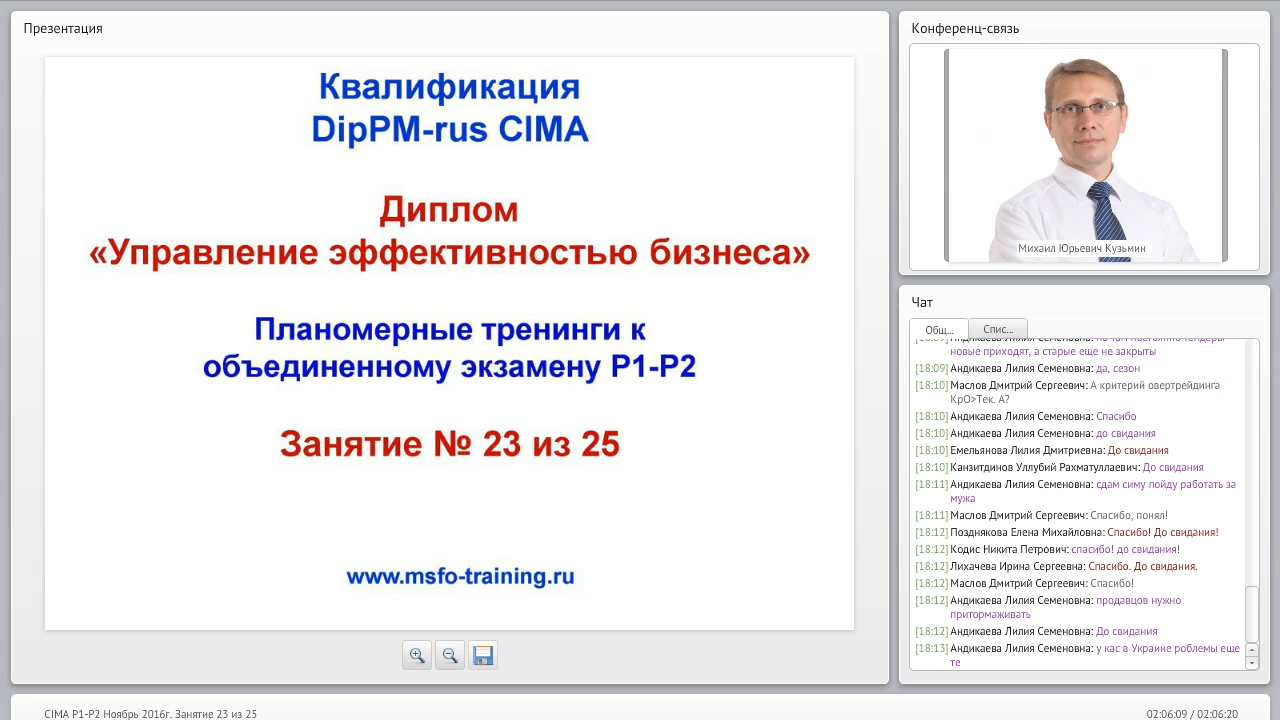 Презентация
Квалификация
DipPM-rus CIMA
Диплом
«Управление эффективностью бизнеса»
Планомерные тренинги к
объединенному экзамену P1-P2
Занятие № 23 из 25
www.msfo-training.ru
Конференц-связь
Михаил Юрьевич Кузьмин
Чат
Общ...
Спис...
новые приходят, а старые еще не закрыты
[18:09] Андикаева Лилия Семеновна: да, сезон
[18:10] Маслов Дмитрий Сергеевич: А критерий овертрейдинга
КрО>Тек. А?
[18:10] Андикаева Лилия Семеновна: Спасибо
[18:10] Андикаева Лилия Семеновна: до свидания
[18:10] Емельянова Лилия Дмитриевна: До свидания
[18:10] Канзитдинов Уллубий Рахматуллаевич: До свидания
[18:11] Андикаева Лилия Семеновна: сдам симу пойду работать за
мужа
[18:11] Маслов Дмитрий Сергеевич: Спасибо, понял!
[18:12] Позднякова Елена Михайловна: Спасибо! До свидания!
[18:12] Кодис Никита Петрович: спасибо! до свидания!
[18:12] Лихачева Ирина Сергеевна: Спасибо. До свидания.
[18:12] Маслов Дмитрий Сергеевич: Спасибо!
[18:12] Андикаева Лилия Семеновна: продавцов нужно
притормаживать
[18:12] Андикаева Лилия Семеновна: До свидания
[18:13] Андикаева Лилия Семеновна: у кас в Украине роблемы еще
те
CIMA P1-P2 Ноябрь 2016г. Занятие 23 из 25
02:06:09 / 02:06:20